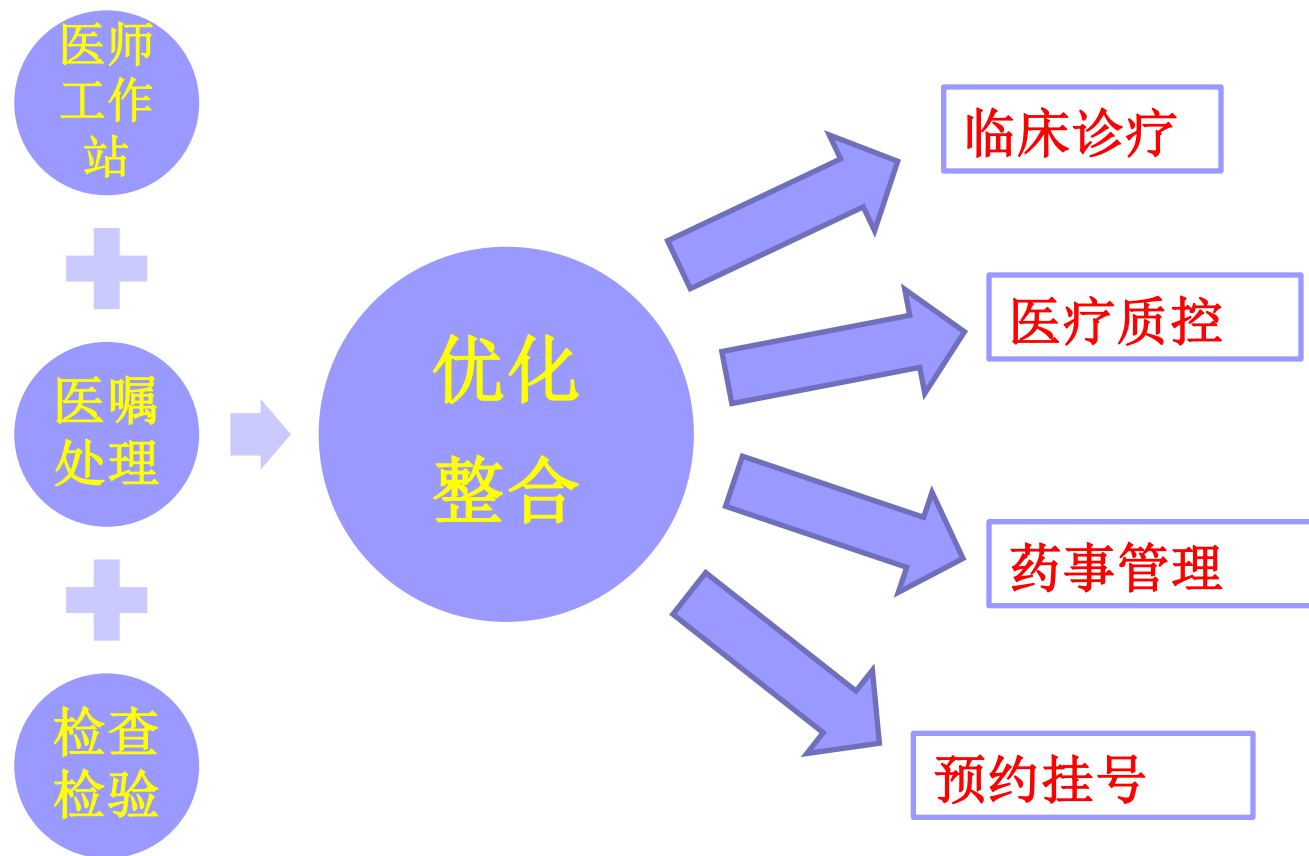 医师
工作
站
医嘱
处理
检查
检验
优化
整合
临床诊疗
医疗质控
药事管理
预约挂号